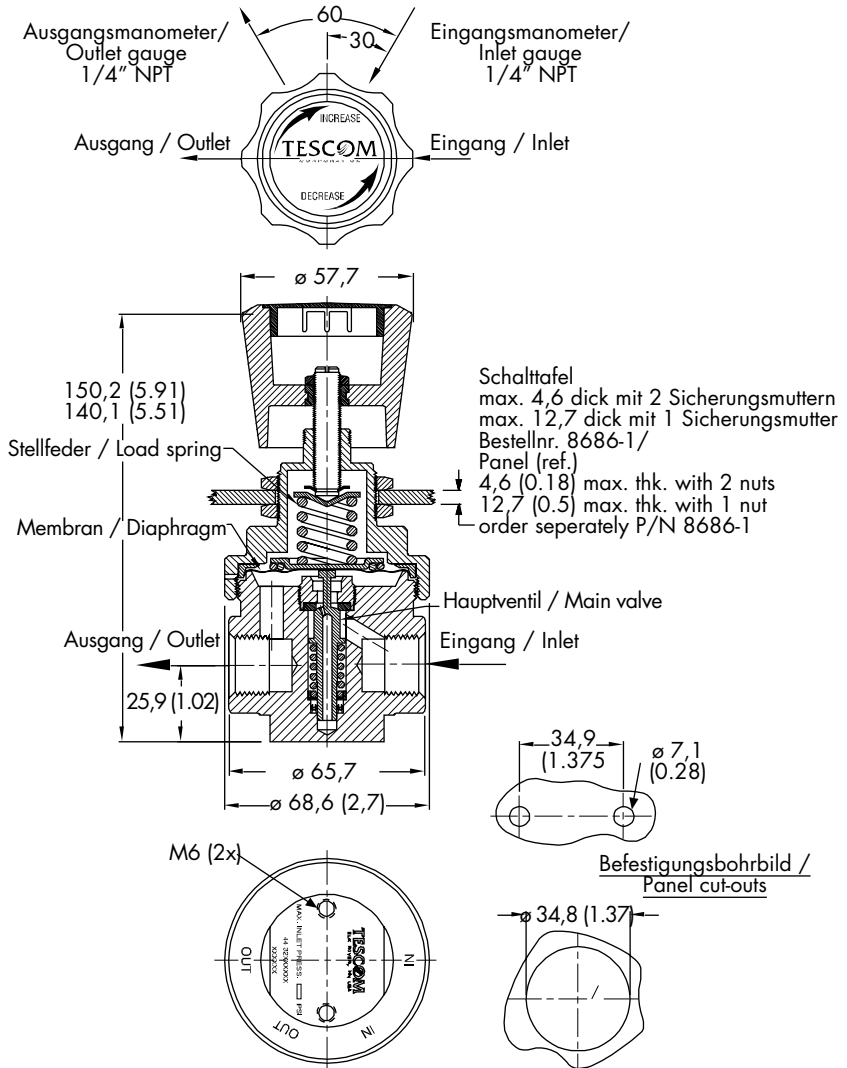 60
30
Ausgangsmanometer/
Outlet gauge
1/4” NPT
Eingangsmanometer/
Inlet gauge
1/4” NPT
INCREASE
TESCOM
DECREASE
Ausgang / Outlet
Eingang / Inlet
ø 57,7
150,2 (5.91)
140,1 (5.51)
Schalttafel
max. 4,6 dick mit 2 Sicherungsmuttern
max. 12,7 dick mit 1 Sicherungsmutter
Bestellnr. 8686-1/
Panel (ref.)
4,6 (0.18) max. thk. with 2 nuts
12,7 (0.5) max. thk. with 1 nut
order seperately P/N 8686-1
Stellfeder / Load spring
Membran / Diaphragm
Hauptventil / Main valve
Ausgang / Outlet
Eingang / Inlet
25,9 (1.02)
ø 65,7
ø 68,6 (2,7)
34,9
(1.375
ø 7,1
(0.28)
Befestigungsbohrbild /
Panel cut-outs
ø 34,8 (1.37)
M6 (2x)
TESCOM
MAX. INLET PRESS.
PSI
XXXXXX
OUT
IN
OUT
IN